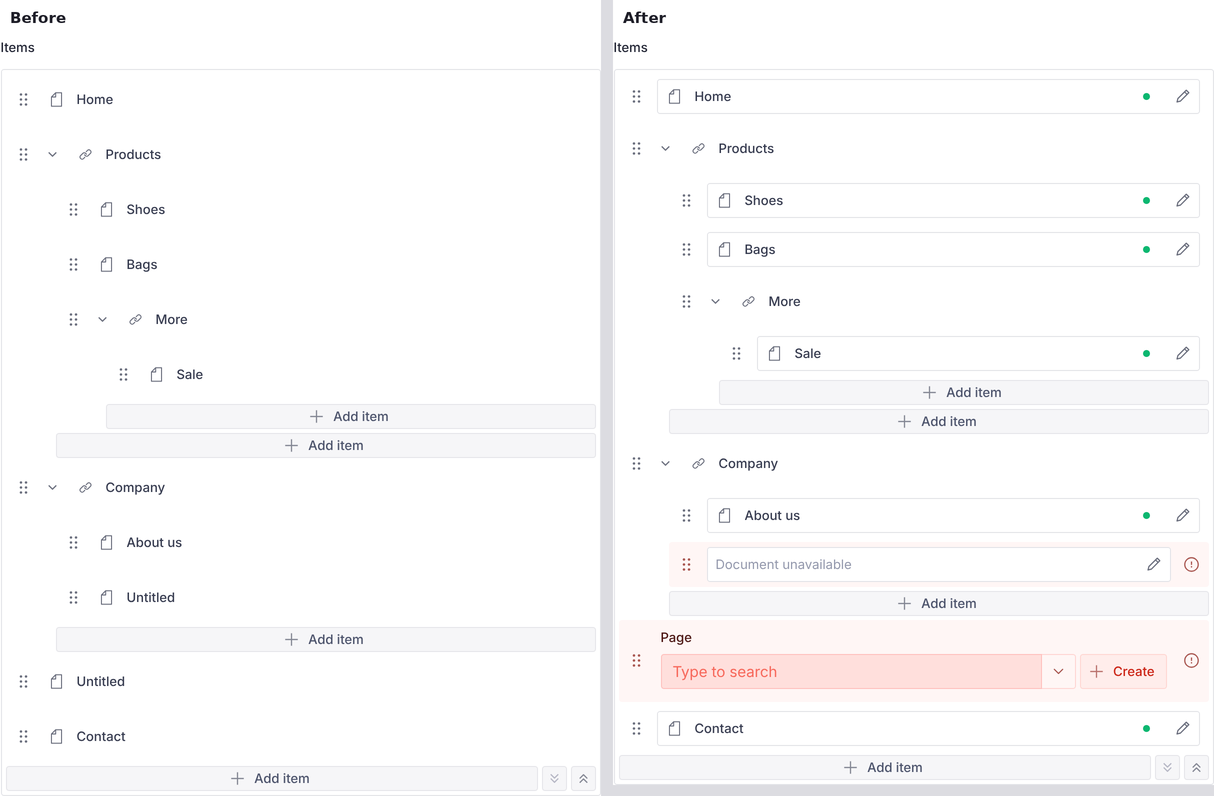 Before
Items
Home
Products
Shoes
Bags
More
Sale
Add item
Add item
Company
About us
Untitled
Add item
Untitled
Contact
Add item
After
Items
Home
Products
Shoes
Bags
More
Sale
Add item
Add item
Company
About us
Document unavailable
Add item
Page
Type to search
Create
Contact
Add item